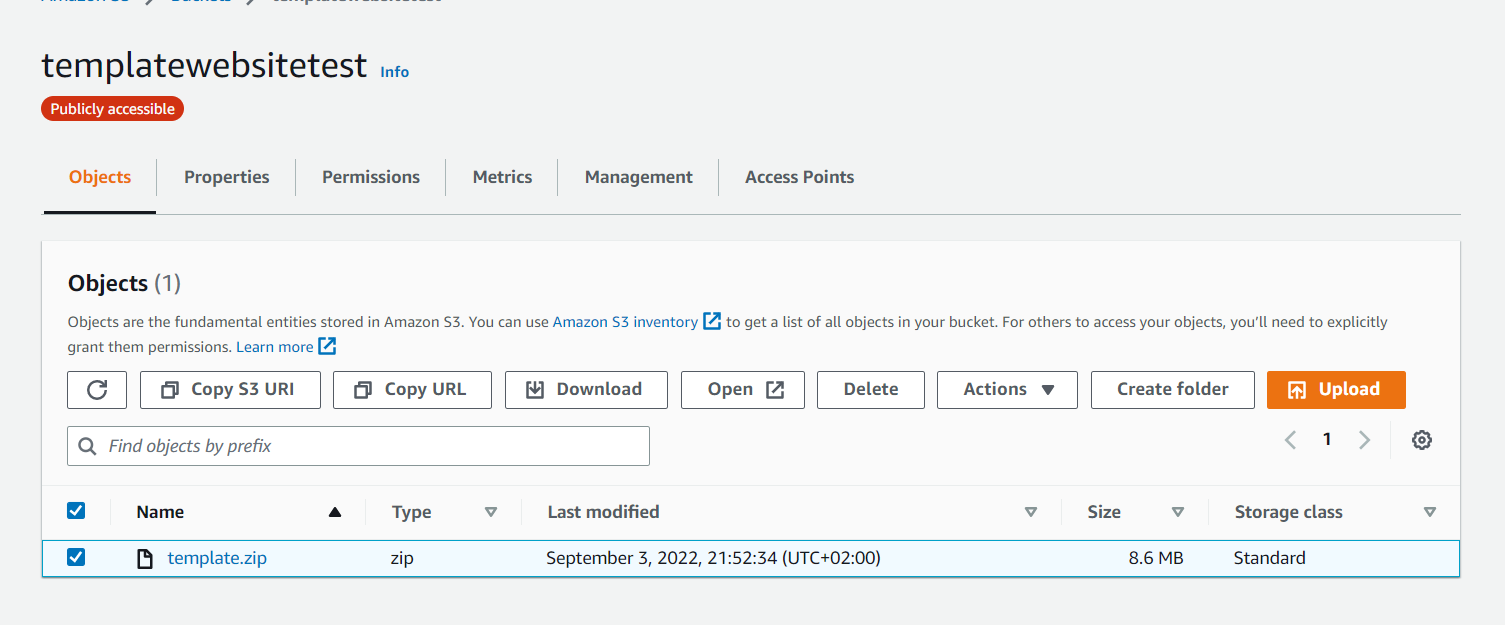 Amazon S3 > Buckets > templatewebsitetest
templatewebsitetest Info
Publicly accessible
Objects Properties Permissions Metrics Management Access Points
Objects (1)
Objects are the fundamental entities stored in Amazon S3. You can use Amazon S3 inventory to get a list of all objects in your bucket. For others to access your objects, you'll need to explicitly
grant them permissions. Learn more
Copy S3 URI Copy URL Download Open Delete Actions Create folder Upload
Find objects by prefix 1
Name Type Last modified Size Storage class
template.zip zip September 3, 2022, 21:52:34 (UTC+02:00) 8.6 MB Standard